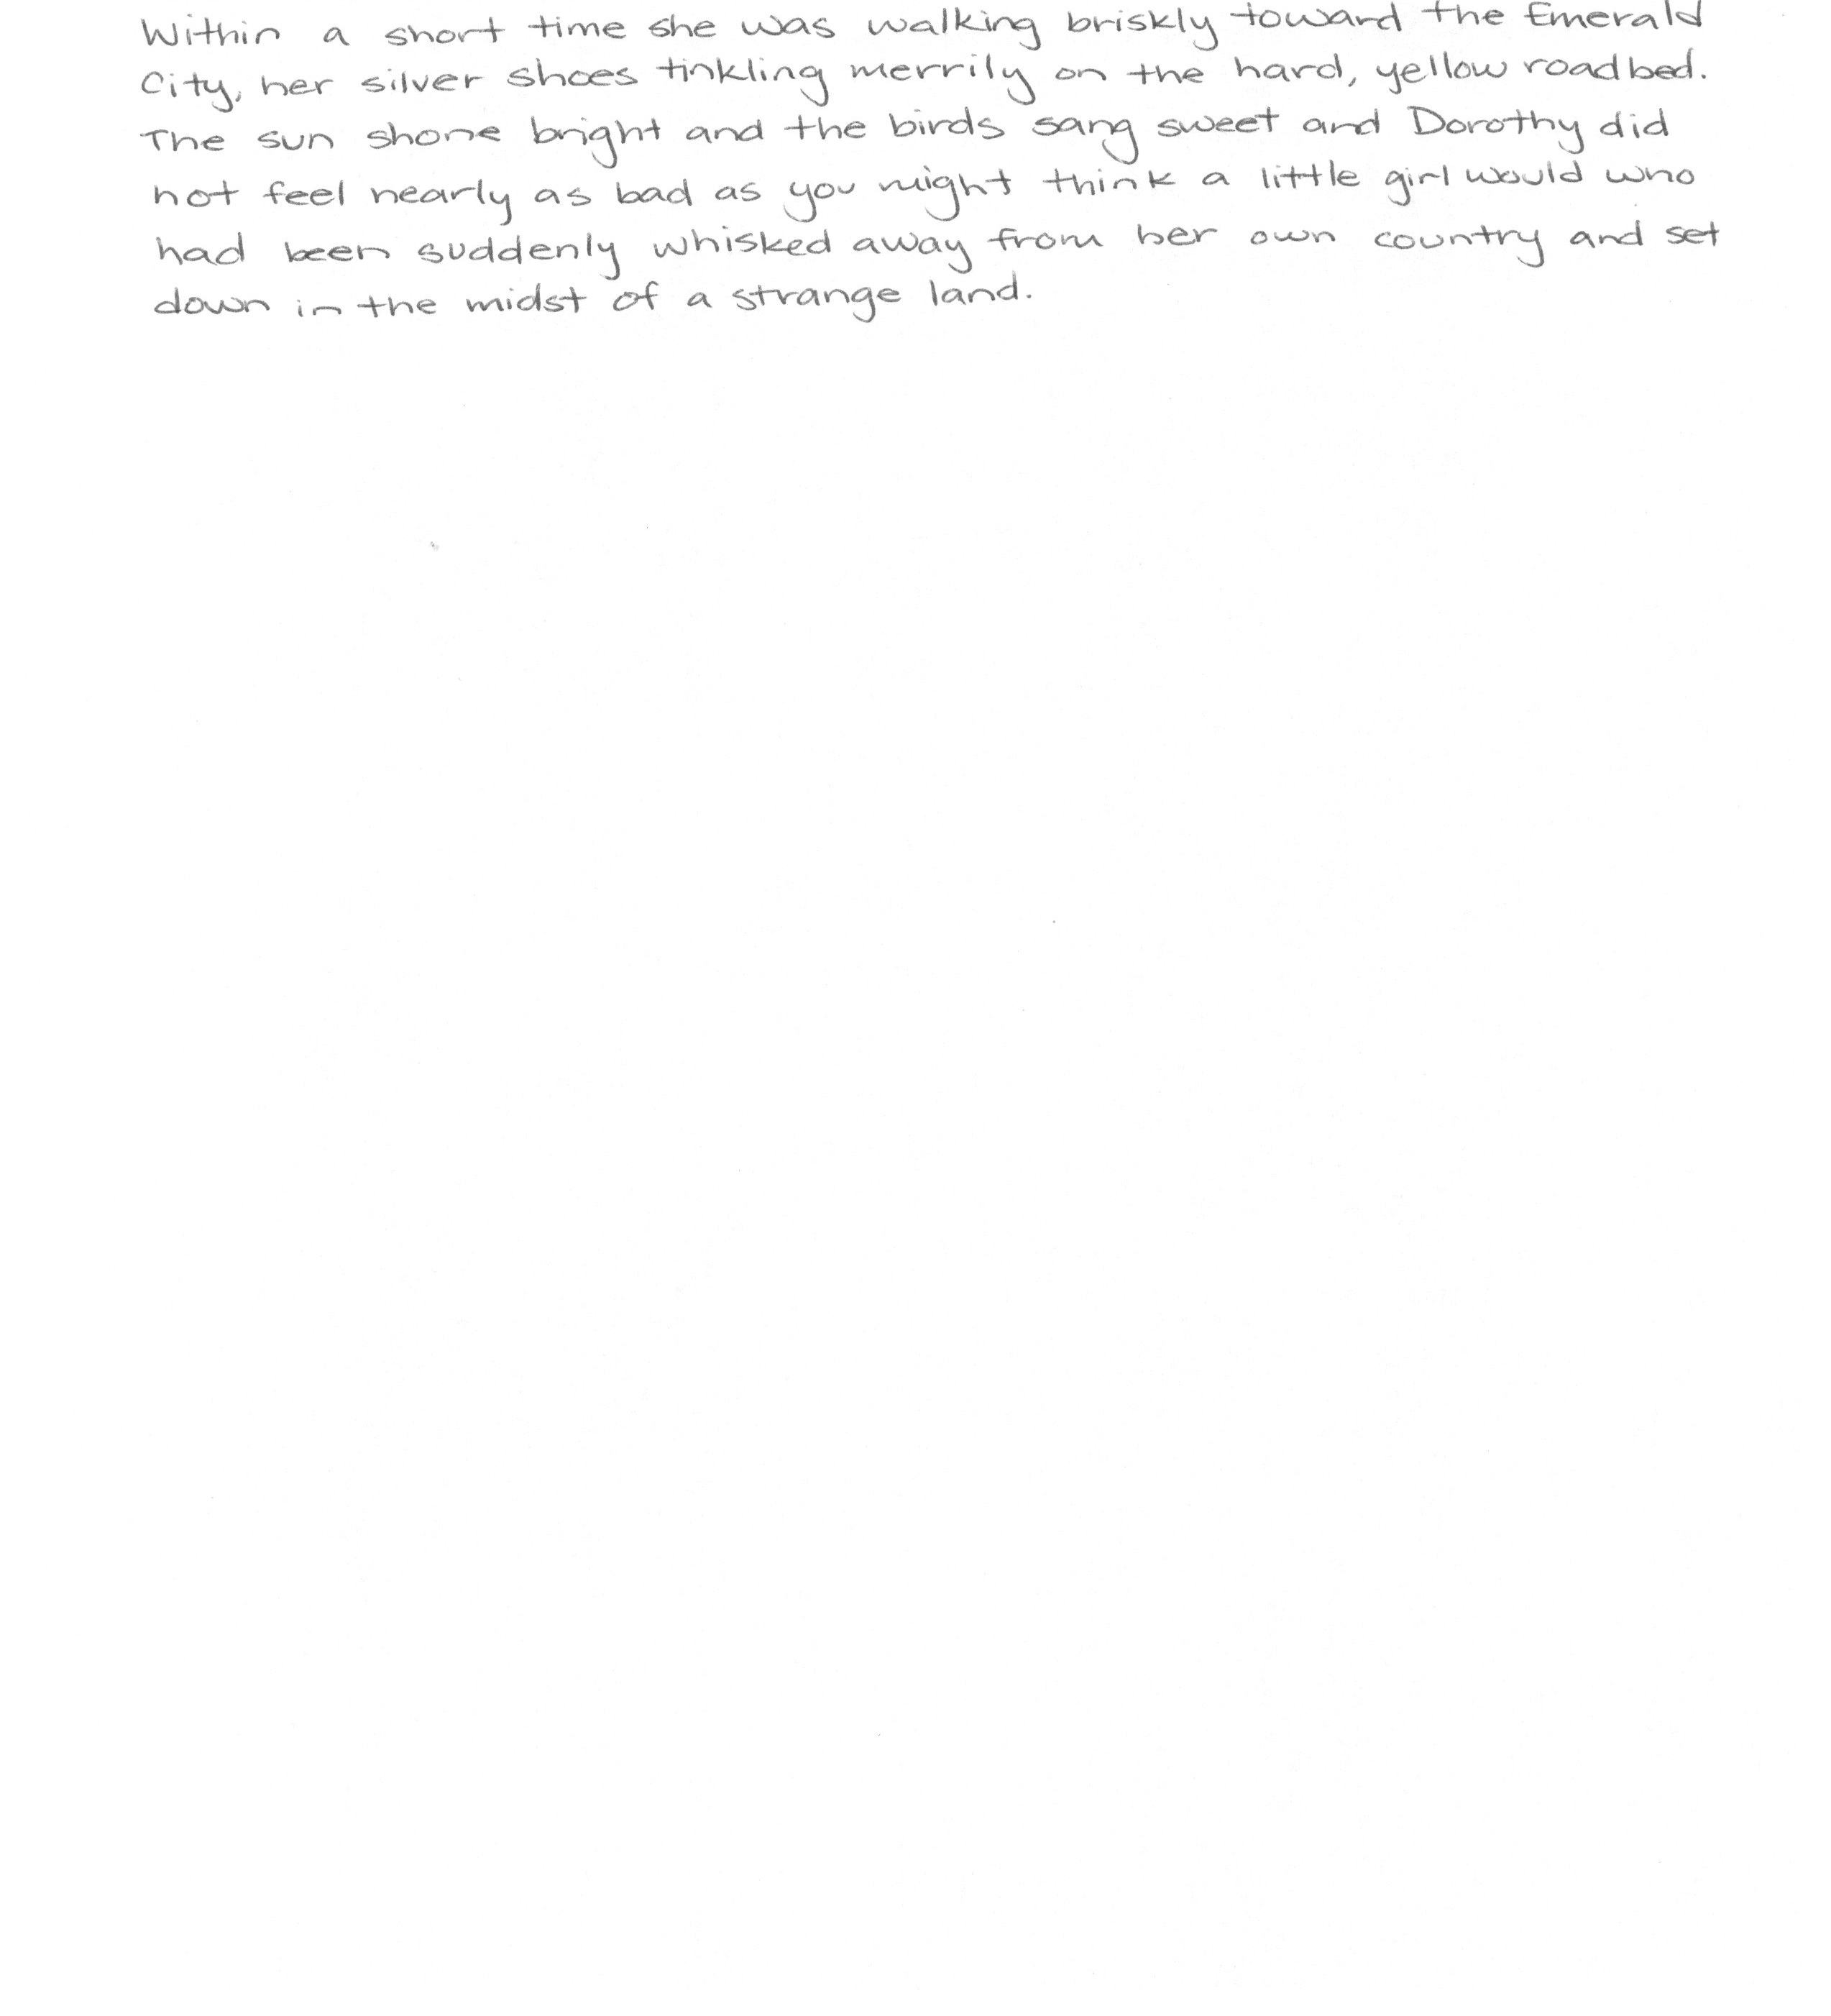 Within a short time she was walking briskly toward the Emerald
City, her silver shoes tinkling merrily on the hard, yellow roadbed.
The sun shone bright and the birds sang sweet and Dorothy did
not feel nearly as bad as you might think a little girl would who
had been suddenly whisked away from her own country and set
down in the midst of a strange land.